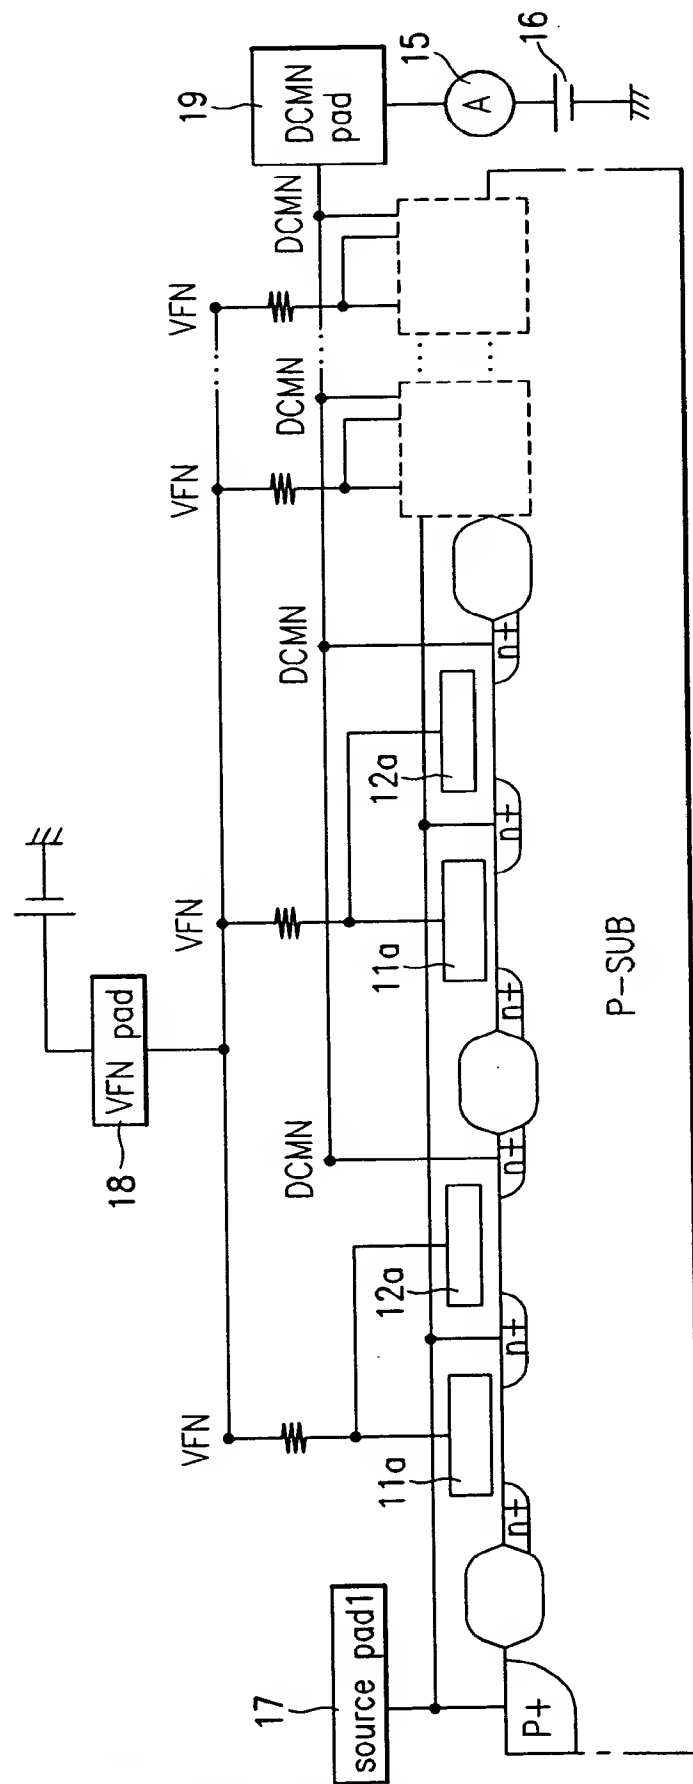 18
VFN pad
VFN
VFN
VFN
VFN
19
DCMN
pad
DCMN
DCMN
DCMN
DCMN
15
A
16
17
source pad1
11a
12a
11a
12a
P+
n+
n+
n+
n+
n+
n+
P-SUB